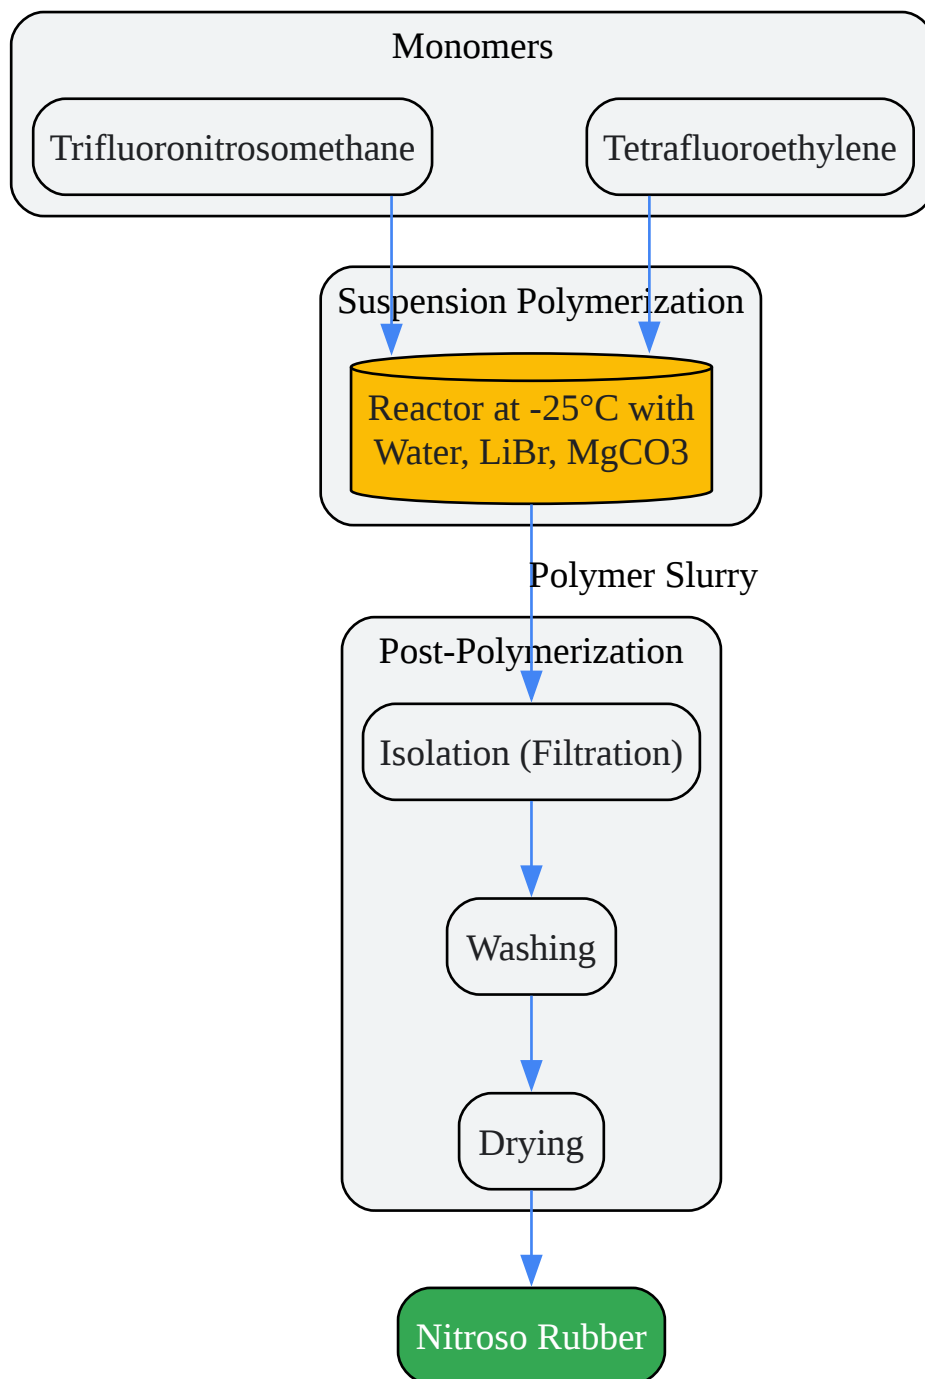 Monomers
Trifluoronitrosomethane
Tetrafluoroethylene
Suspension Polymerization
Reactor at -25°C with
Water, LiBr, MgCO3
Polymer Slurry
Post-Polymerization
Isolation (Filtration)
Washing
Drying
Nitroso Rubber